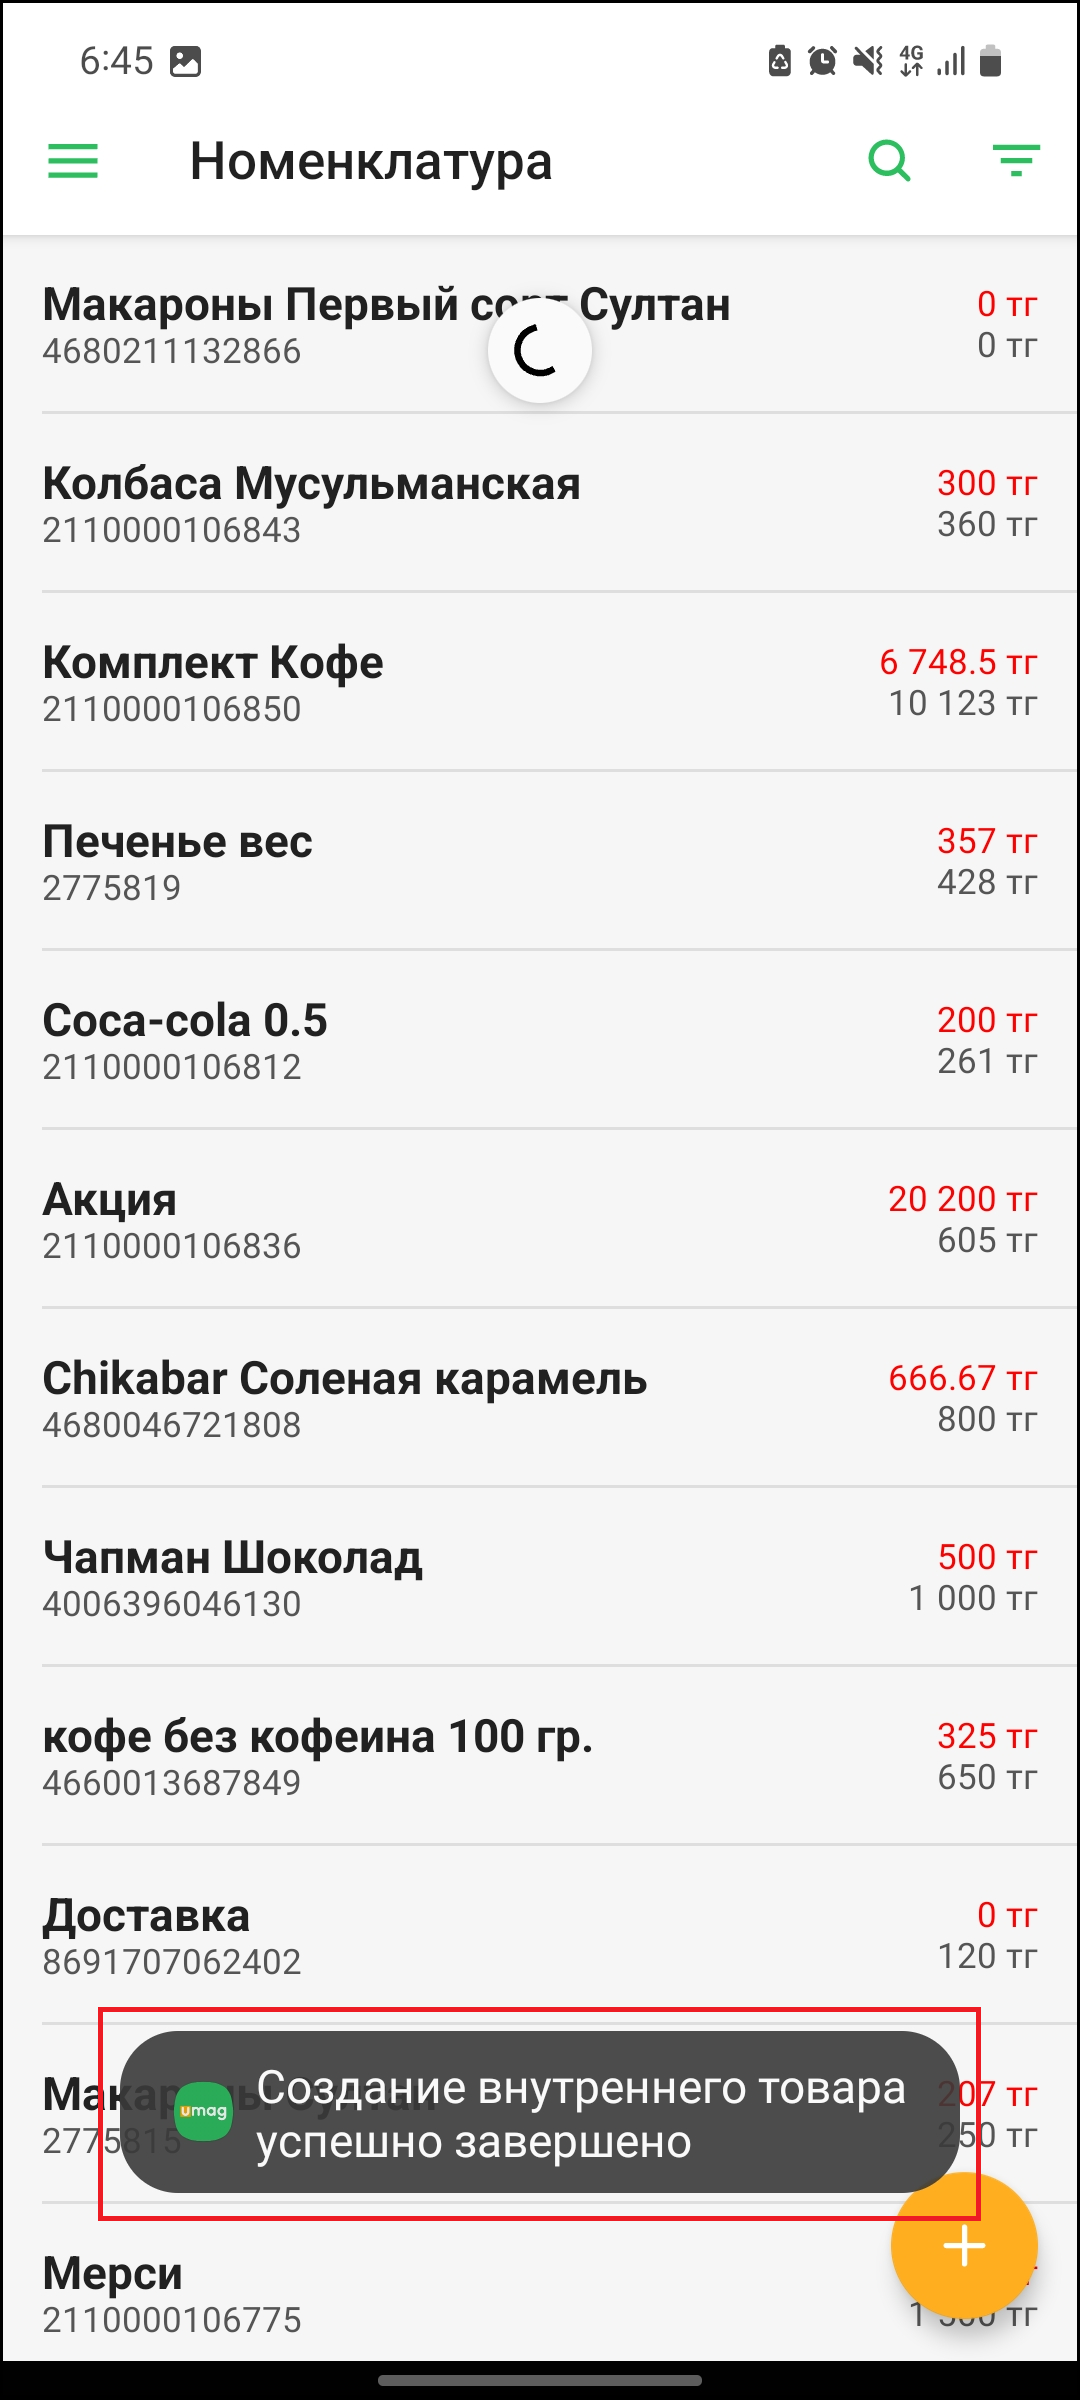 6:45
4G
Номенклатура
Макароны Первый сорт Султан
0 тг
4680211132866
0 тг
Колбаса Мусульманская
300 тг
2110000106843
360 тг
Комплект Кофе
6 748.5 тг
2110000106850
10 123 тг
Печенье вес
357 тг
2775819
428 тг
Coca-cola 0.5
200 тг
2110000106812
261 тг
Акция
20 200 тг
2110000106836
605 тг
Chikabar Соленая карамель
666.67 тг
4680046721808
800 тг
Чапман Шоколад
500 тг
4006396046130
1 000 тг
кофе без кофеина 100 гр.
325 тг
4660013687849
650 тг
Доставка
0 тг
8691707062402
120 тг
Макароны Султан
207 тг
2775815
250 тг
umag
Создание внутреннего товара
успешно завершено
Мерси
2110000106775
тг